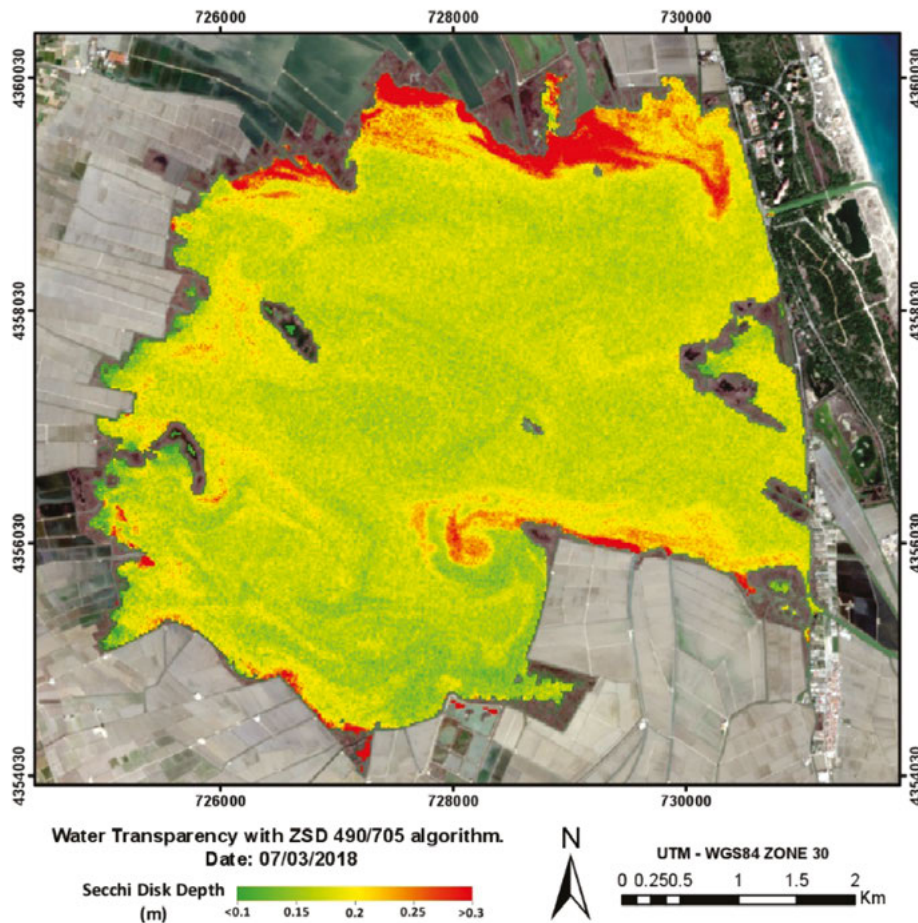 726000 728000 730000
4360030 4360030
4358030 4358030
4356030 4356030
4354030 4354030
726000 728000 730000
Water Transparency with ZSD 490/705 algorithm.
Date: 07/03/2018
Secchi Disk Depth
(m)
<0.1 0.15 0.2 0.25 >0.3
N
UTM - WGS84 ZONE 30
0 0.250.5 1 1.5 2
Km